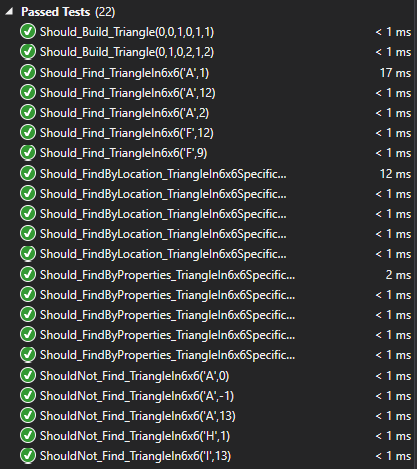 Passed Tests (22)
Should_Build_Triangle(0,0,1,0,1,1) < 1 ms
Should_Build_Triangle(0,1,0,2,1,2) < 1 ms
Should_Find_TriangleIn6x6('A',1) 17 ms
Should_Find_TriangleIn6x6('A',12) < 1 ms
Should_Find_TriangleIn6x6('A',2) < 1 ms
Should_Find_TriangleIn6x6('F',12) < 1 ms
Should_Find_TriangleIn6x6('F',9) < 1 ms
Should_FindByLocation_TriangleIn6x6Specific... 12 ms
Should_FindByLocation_TriangleIn6x6Specific... < 1 ms
Should_FindByLocation_TriangleIn6x6Specific... < 1 ms
Should_FindByLocation_TriangleIn6x6Specific... < 1 ms
Should_FindByLocation_TriangleIn6x6Specific... < 1 ms
Should_FindByProperties_TriangleIn6x6Specific... 2 ms
Should_FindByProperties_TriangleIn6x6Specific... < 1 ms
Should_FindByProperties_TriangleIn6x6Specific... < 1 ms
Should_FindByProperties_TriangleIn6x6Specific... < 1 ms
Should_FindByProperties_TriangleIn6x6Specific... < 1 ms
ShouldNot_Find_TriangleIn6x6('A',0) < 1 ms
ShouldNot_Find_TriangleIn6x6('A',-1) < 1 ms
ShouldNot_Find_TriangleIn6x6('A',13) < 1 ms
ShouldNot_Find_TriangleIn6x6('H',1) < 1 ms
ShouldNot_Find_TriangleIn6x6('I',13) < 1 ms